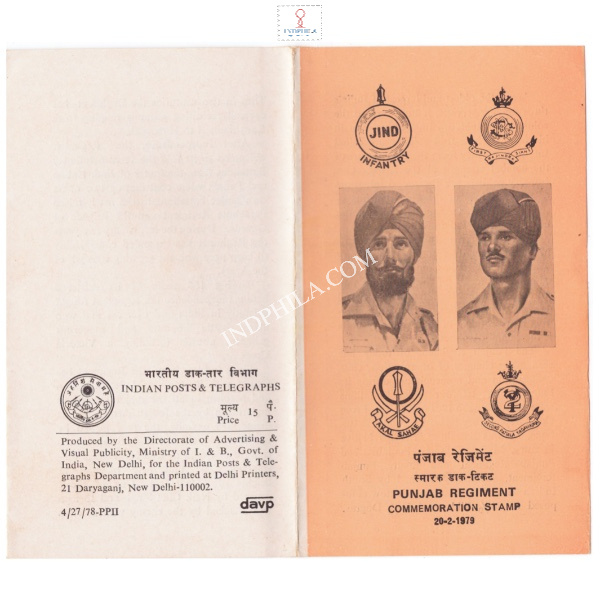 INDPHILA
JIND
INFANTRY
INDPHILA.COM
AKAL SAHAE
भारतीय डाक-तार विभाग
INDIAN POSTS & TELEGRAPHS
मूल्य 15 पै.
Price P.
Produced by the Directorate of Advertising &
Visual Publicity, Ministry of I. & B., Govt. of
India, New Delhi, for the Indian Posts & Tele-
graphs Department and printed at Delhi Printers,
21 Daryaganj, New Delhi-110002.
4/27/78-PPII
davp
पंजाब रेजिमेंट
स्मारक डाक-टिकट
PUNJAB REGIMENT
COMMEMORATION STAMP
20-2-1979